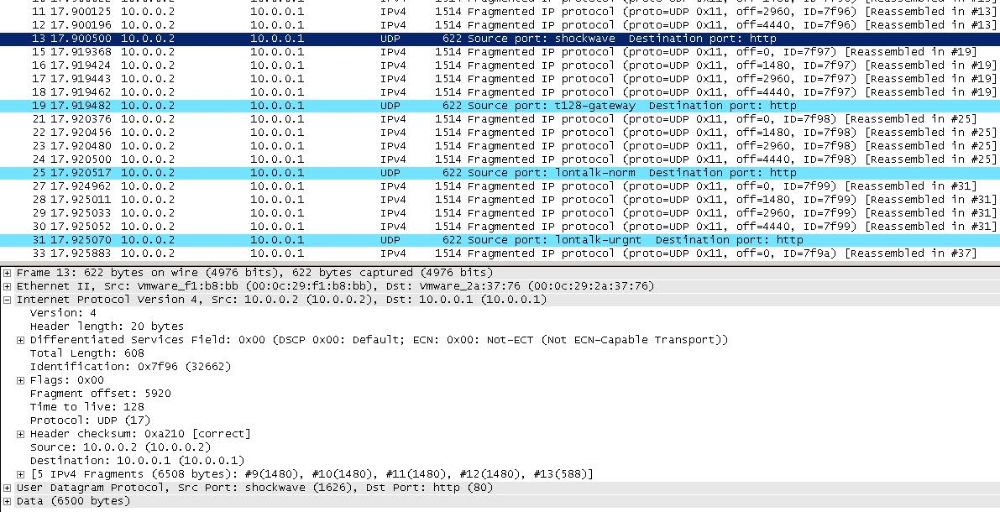 11 17.900125 10.0.0.2 10.0.0.1 IPv4 1514 Fragmented IP protocol (proto=UDP 0x11, off=2960, ID=7f96) [Reassembled in #13]
12 17.900196 10.0.0.2 10.0.0.1 IPv4 1514 Fragmented IP protocol (proto=UDP 0x11, off=4440, ID=7f96) [Reassembled in #13]
13 17.900500 10.0.0.2 10.0.0.1 UDP 622 Source port: shockwave Destination port: http
15 17.919368 10.0.0.2 10.0.0.1 IPv4 1514 Fragmented IP protocol (proto=UDP 0x11, off=0, ID=7f97) [Reassembled in #19]
16 17.919424 10.0.0.2 10.0.0.1 IPv4 1514 Fragmented IP protocol (proto=UDP 0x11, off=1480, ID=7f97) [Reassembled in #19]
17 17.919443 10.0.0.2 10.0.0.1 IPv4 1514 Fragmented IP protocol (proto=UDP 0x11, off=2960, ID=7f97) [Reassembled in #19]
18 17.919462 10.0.0.2 10.0.0.1 IPv4 1514 Fragmented IP protocol (proto=UDP 0x11, off=4440, ID=7f97) [Reassembled in #19]
19 17.919482 10.0.0.2 10.0.0.1 UDP 622 Source port: t128-gateway Destination port: http
21 17.920376 10.0.0.2 10.0.0.1 IPv4 1514 Fragmented IP protocol (proto=UDP 0x11, off=0, ID=7f98) [Reassembled in #25]
22 17.920456 10.0.0.2 10.0.0.1 IPv4 1514 Fragmented IP protocol (proto=UDP 0x11, off=1480, ID=7f98) [Reassembled in #25]
23 17.920480 10.0.0.2 10.0.0.1 IPv4 1514 Fragmented IP protocol (proto=UDP 0x11, off=2960, ID=7f98) [Reassembled in #25]
24 17.920500 10.0.0.2 10.0.0.1 IPv4 1514 Fragmented IP protocol (proto=UDP 0x11, off=4440, ID=7f98) [Reassembled in #25]
25 17.920517 10.0.0.2 10.0.0.1 UDP 622 Source port: lontalk-norm Destination port: http
27 17.924962 10.0.0.2 10.0.0.1 IPv4 1514 Fragmented IP protocol (proto=UDP 0x11, off=0, ID=7f99) [Reassembled in #31]
28 17.925011 10.0.0.2 10.0.0.1 IPv4 1514 Fragmented IP protocol (proto=UDP 0x11, off=1480, ID=7f99) [Reassembled in #31]
29 17.925033 10.0.0.2 10.0.0.1 IPv4 1514 Fragmented IP protocol (proto=UDP 0x11, off=2960, ID=7f99) [Reassembled in #31]
30 17.925052 10.0.0.2 10.0.0.1 IPv4 1514 Fragmented IP protocol (proto=UDP 0x11, off=4440, ID=7f99) [Reassembled in #31]
31 17.925070 10.0.0.2 10.0.0.1 UDP 622 Source port: lontalk-urgnt Destination port: http
33 17.925883 10.0.0.2 10.0.0.1 IPv4 1514 Fragmented IP protocol (proto=UDP 0x11, off=0, ID=7f9a) [Reassembled in #37]
Frame 13: 622 bytes on wire (4976 bits), 622 bytes captured (4976 bits)
Ethernet II, Src: Vmware_f1:b8:bb (00:0c:29:f1:b8:bb), Dst: Vmware_2a:37:76 (00:0c:29:2a:37:76)
Internet Protocol Version 4, Src: 10.0.0.2 (10.0.0.2), Dst: 10.0.0.1 (10.0.0.1)
Version: 4
Header length: 20 bytes
Differentiated Services Field: 0x00 (DSCP 0x00: Default; ECN: 0x00: Not-ECT (Not ECN-Capable Transport))
Total Length: 608
Identification: 0x7f96 (32662)
Flags: 0x00
Fragment offset: 5920
Time to live: 128
Protocol: UDP (17)
Header checksum: 0xa210 [correct]
Source: 10.0.0.2 (10.0.0.2)
Destination: 10.0.0.1 (10.0.0.1)
[5 IPv4 Fragments (6508 bytes): #9(1480), #10(1480), #11(1480), #12(1480), #13(588)]
User Datagram Protocol, Src Port: shockwave (1626), Dst Port: http (80)
Data (6500 bytes)